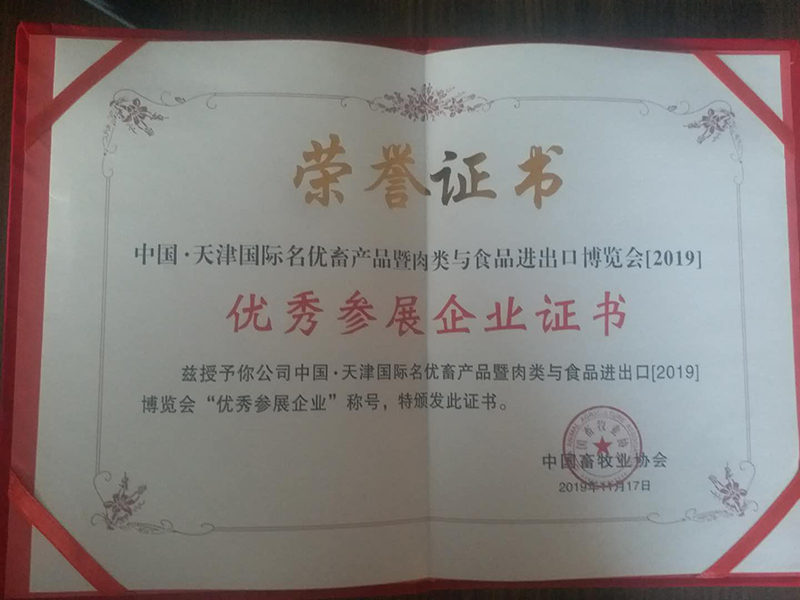 荣誉证书
中国·天津国际名优畜产品暨肉类与食品进出口博览会[2019]
优秀参展企业证书
兹授予你公司中国·天津国际名优畜产品暨肉类与食品进出口[2019]
博览会“优秀参展企业”称号,特颁发此证书。
中国畜牧业协会
2019年11月17日